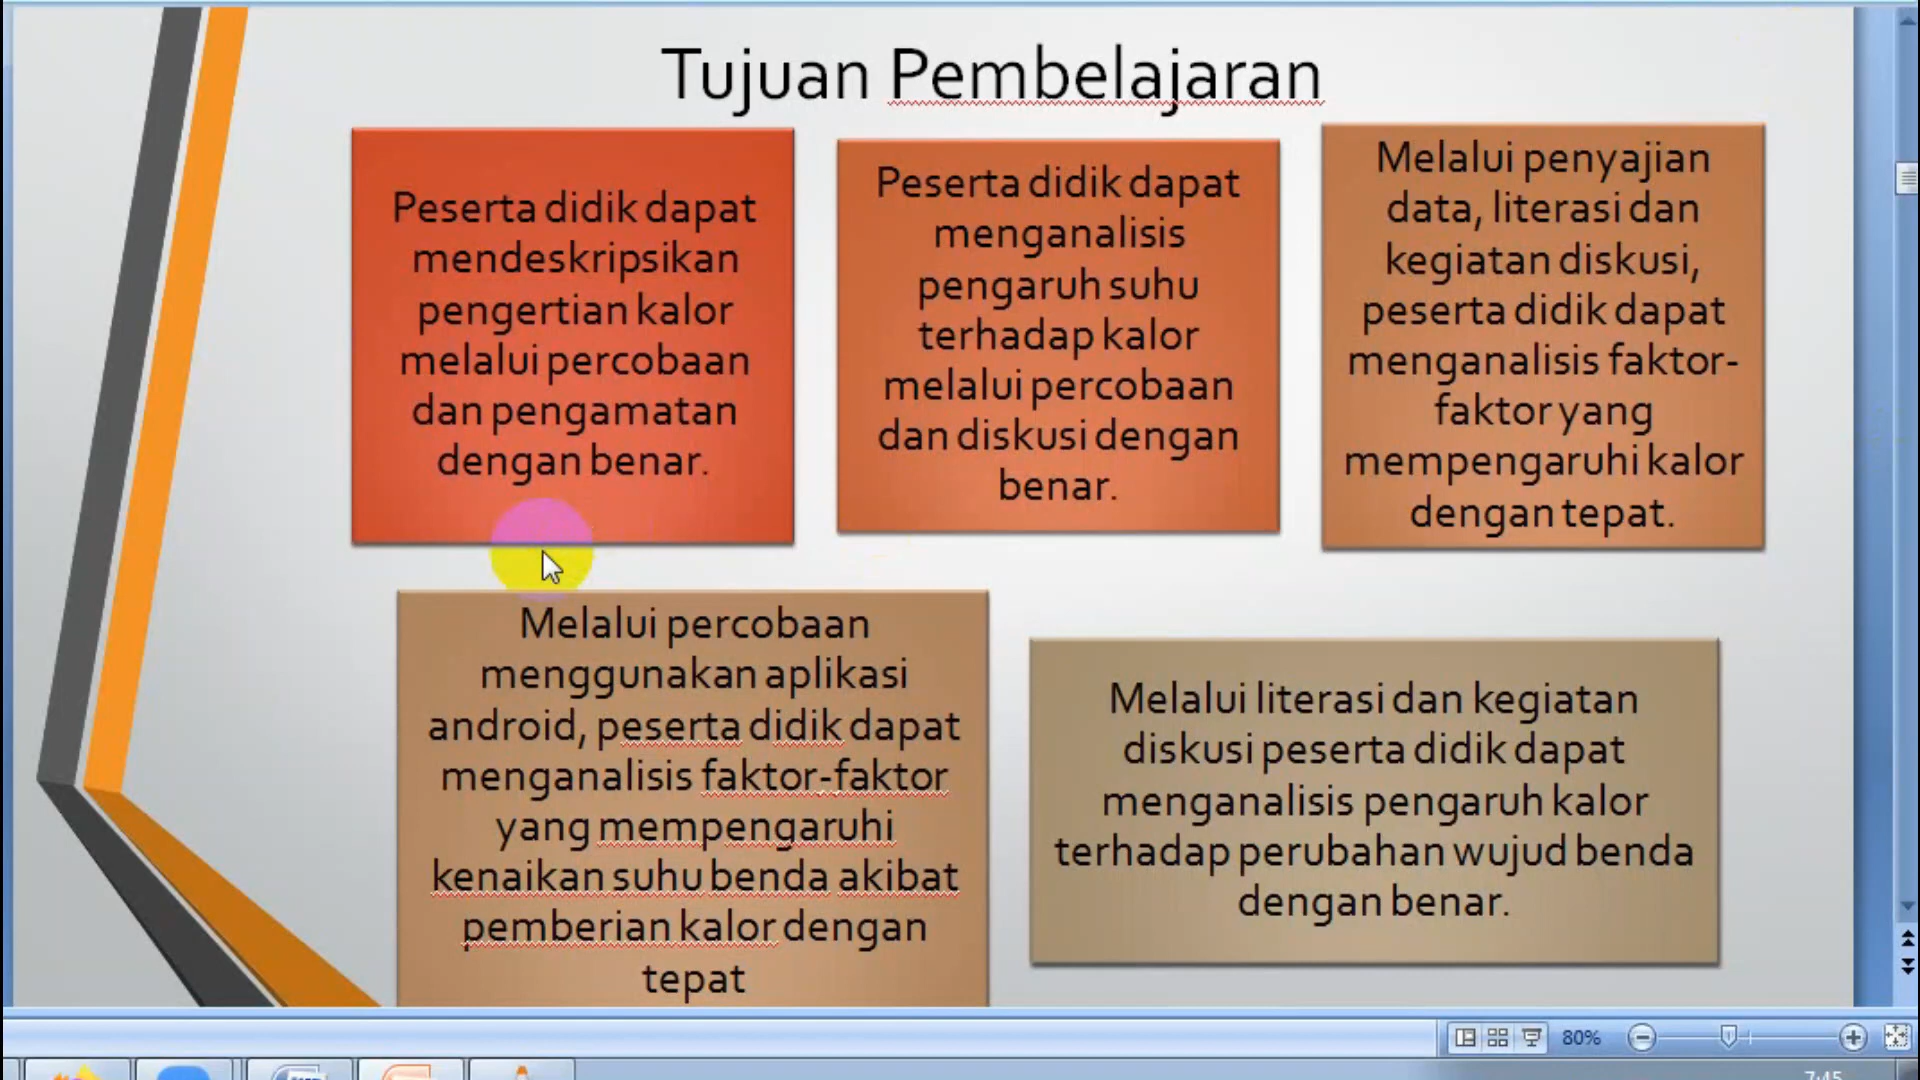 Tujuan Pembelajaran
Peserta didik dapat
mendeskripsikan
pengertian kalor
melalui percobaan
dan pengamatan
dengan benar.
Peserta didik dapat
menganalisis
pengaruh suhu
terhadap kalor
melalui percobaan
dan diskusi dengan
benar.
Melalui penyajian
data, literasi dan
kegiatan diskusi,
peserta didik dapat
menganalisis faktor-
faktor yang
mempengaruhi kalor
dengan tepat.
Melalui percobaan
menggunakan aplikasi
android, peserta didik dapat
menganalisis faktor-faktor
yang mempengaruhi
kenaikan suhu benda akibat
pemberian kalor dengan
tepat
Melalui literasi dan kegiatan
diskusi peserta didik dapat
menganalisis pengaruh kalor
terhadap perubahan wujud benda
dengan benar.
80%
7:45